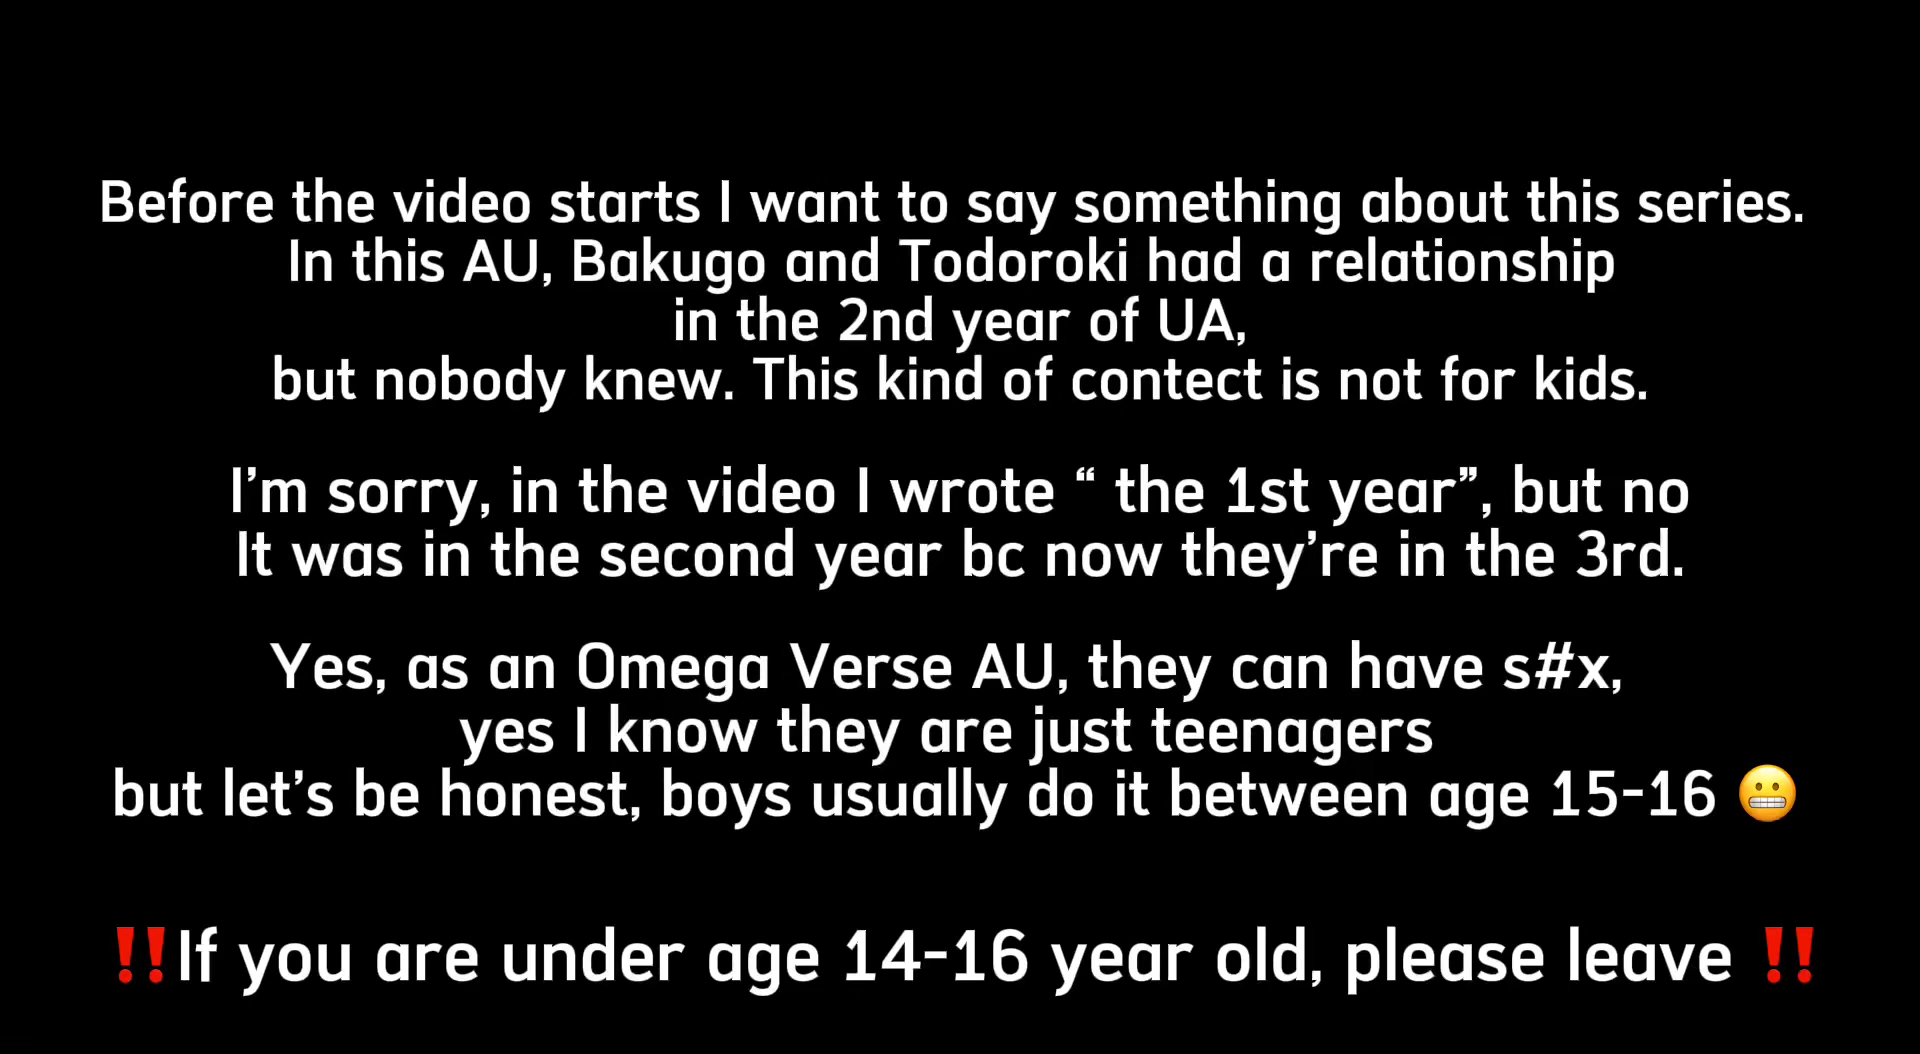 Before the video starts I want to say something about this series.
In this AU, Bakugo and Todoroki had a relationship
in the 2nd year of UA,
but nobody knew. This kind of contect is not for kids.
I’m sorry, in the video I wrote “ the 1st year”, but no
It was in the second year bc now they’re in the 3rd.
Yes, as an Omega Verse AU, they can have s#x,
yes I know they are just teenagers
but let’s be honest, boys usually do it between age 15-16 😬
‼️If you are under age 14-16 year old, please leave ‼️